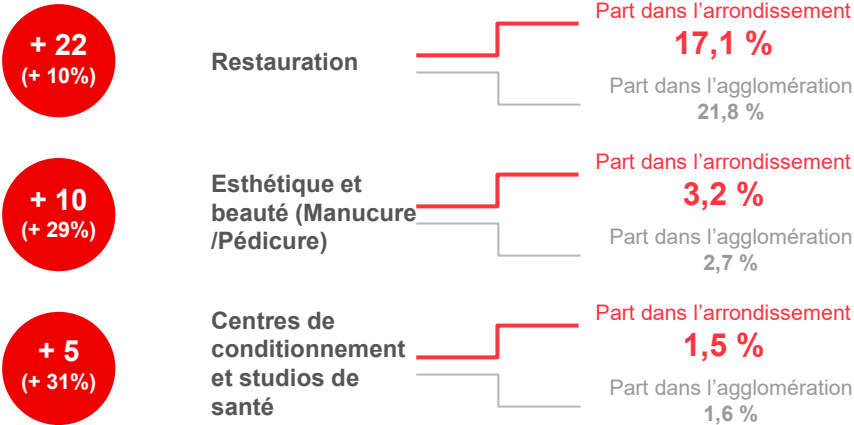 + 22
(+ 10%)
Restauration
Part dans l’arrondissement
17,1 %
Part dans l’agglomération
21,8 %
+ 10
(+ 29%)
Esthétique et
beauté (Manucure
/Pédicure)
Part dans l’arrondissement
3,2 %
Part dans l’agglomération
2,7 %
+ 5
(+ 31%)
Centres de
conditionnement
et studios de
santé
Part dans l’arrondissement
1,5 %
Part dans l’agglomération
1,6 %